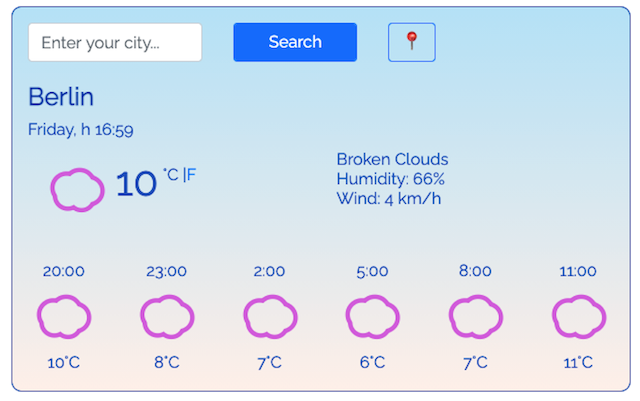 Enter your city...
Search
Berlin
Friday, h 16:59
10 °C |F
Broken Clouds
Humidity: 66%
Wind: 4 km/h
20:00 23:00 2:00 5:00 8:00 11:00
10°C 8°C 7°C 6°C 7°C 11°C